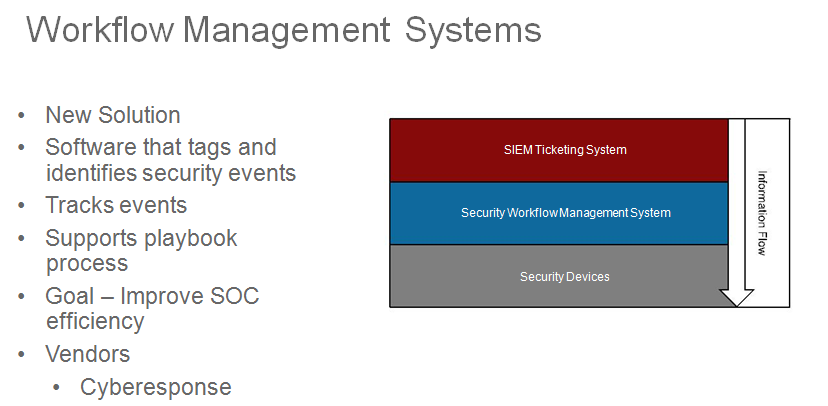 Workflow Management Systems
• New Solution
• Software that tags and
identifies security events
• Tracks events
• Supports playbook
process
• Goal – Improve SOC
efficiency
• Vendors
• Cyberesponse
SIEM Ticketing System
Security Workflow Management System
Security Devices
Information Flow